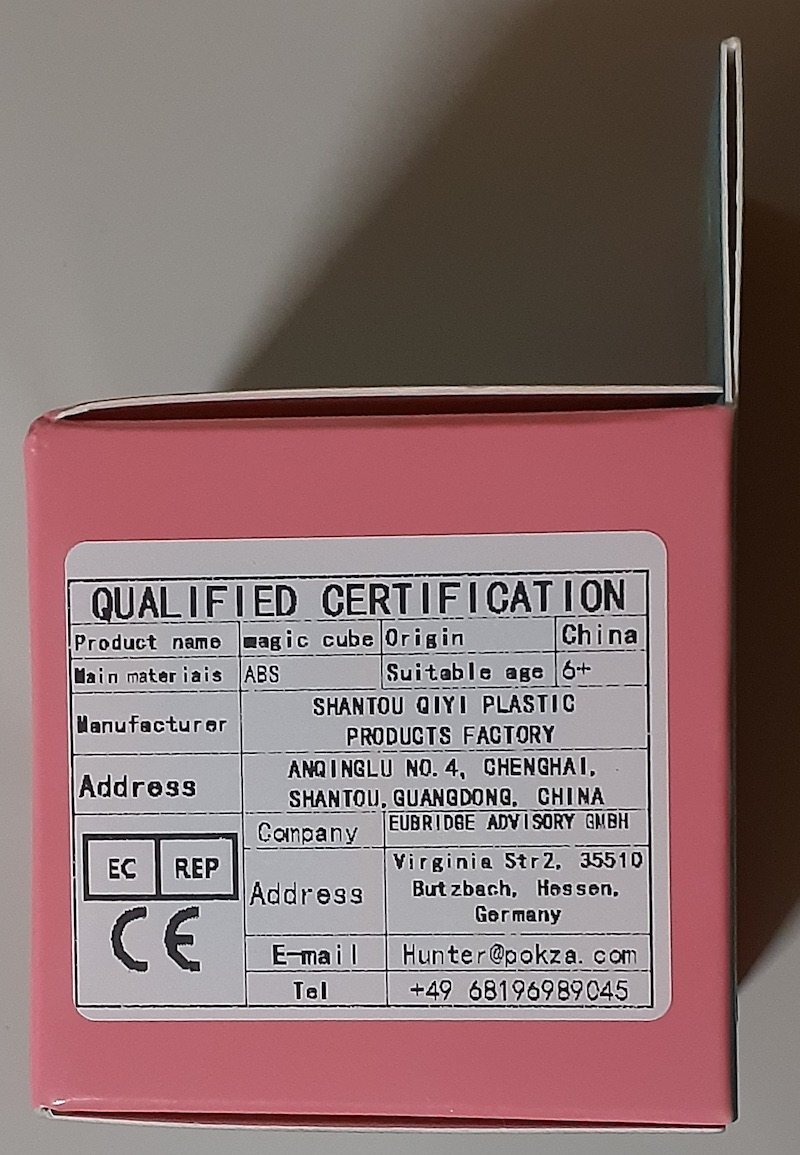 QUALIFIED CERTIFICATION
Product name magic cube Origin China
Main materiais ABS Suitable age 6+
Manufacturer SHANTOU QIYI PLASTIC
PRODUCTS FACTORY
Address ANQINGLU NO.4, CHENGHAI,
SHANTOU, GUANGDONG, CHINA
EC REP
CE
Company EUBRIDGE ADVISORY GMBH
Address Virginia Str2, 35510
Butzbach, Hessen,
Germany
E-mail Hunter@pokza.com
Tel +49 68196989045